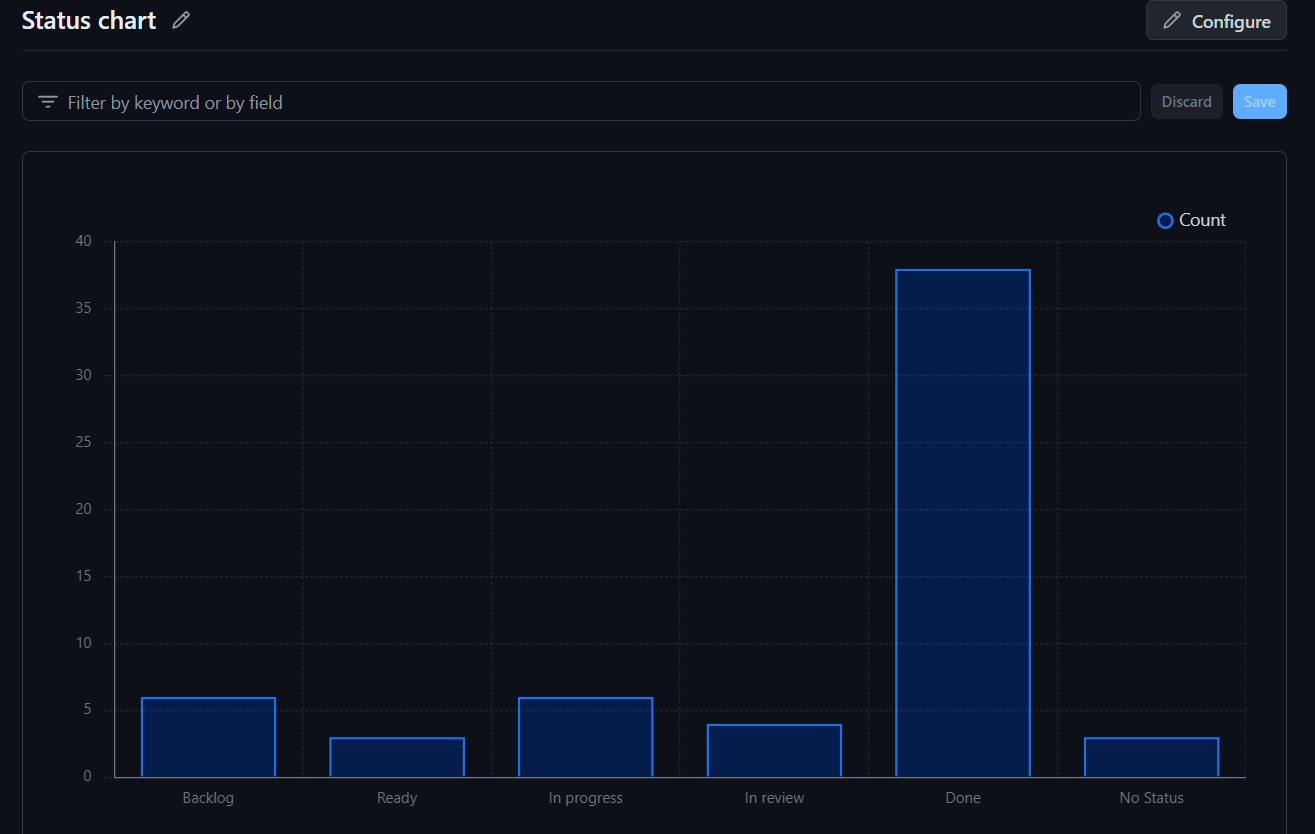 Status chart
Configure
Filter by keyword or by field
Discard
Save
Count
40
35
30
25
20
15
10
5
0
Backlog Ready In progress In review Done No Status